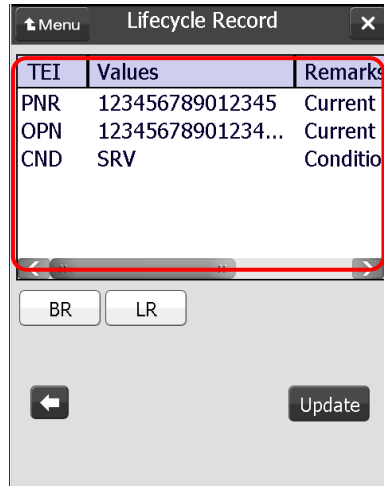 Menu Lifecycle Record
TEI Values Remarks
PNR 123456789012345 Current
OPN 12345678901234... Current
CND SRV Conditio
BR LR
Update